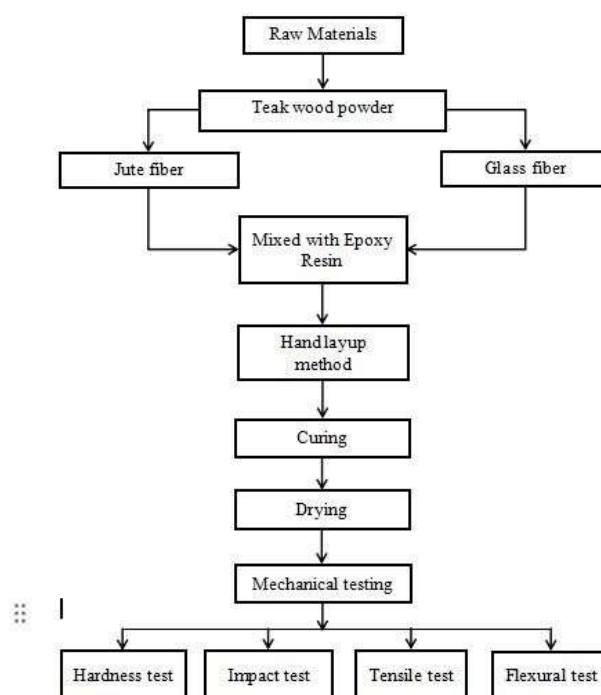 Raw Materials
Teak wood powder
Jute fiber
Glass fiber
Mixed with Epoxy
Resin
Hand layup
method
Curing
Drying
Mechanical testing
Hardness test
Impact test
Tensile test
Flexural test